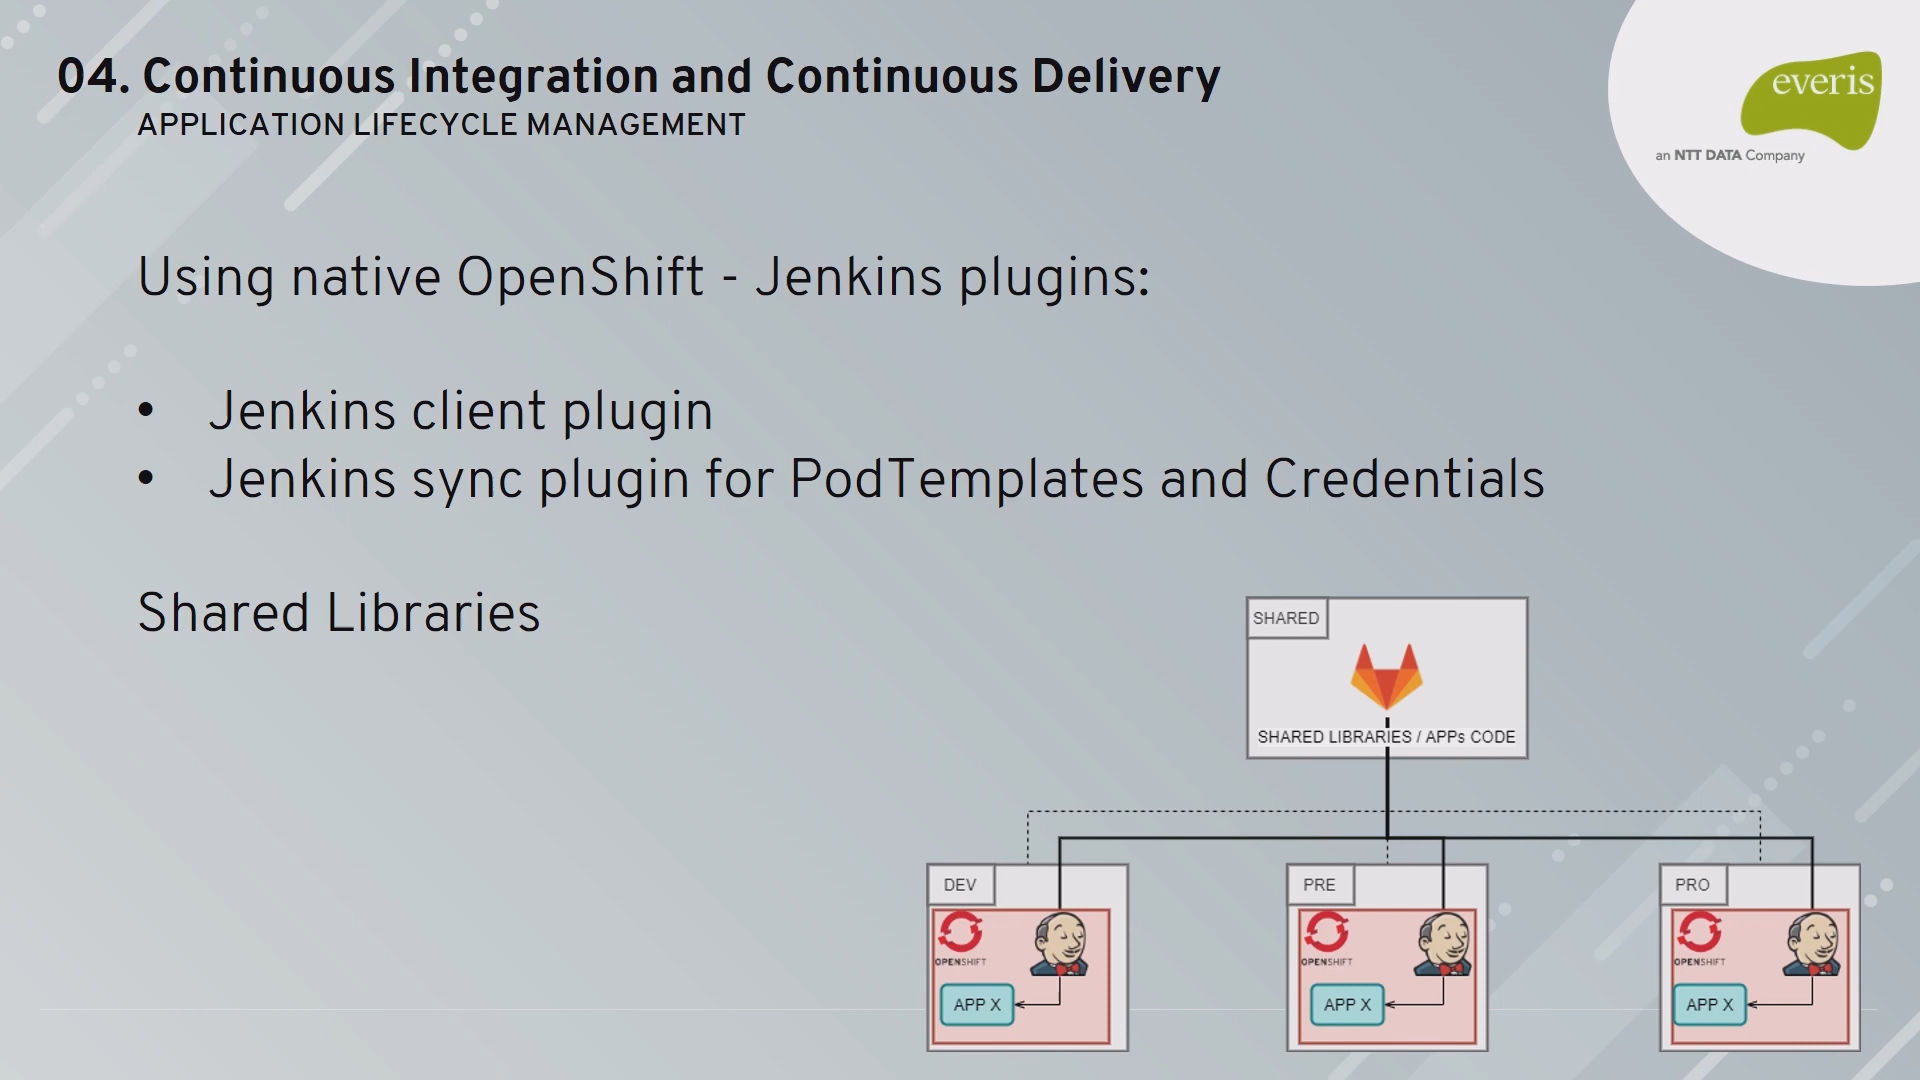 04. Continuous Integration and Continuous Delivery
APPLICATION LIFECYCLE MANAGEMENT
everis
an NTT DATA Company
Using native OpenShift - Jenkins plugins:
• Jenkins client plugin
• Jenkins sync plugin for PodTemplates and Credentials
Shared Libraries
SHARED
SHARED LIBRARIES / APPs CODE
DEV
OPENSHIFT
APP X
PRE
OPENSHIFT
APP X
PRO
OPENSHIFT
APP X